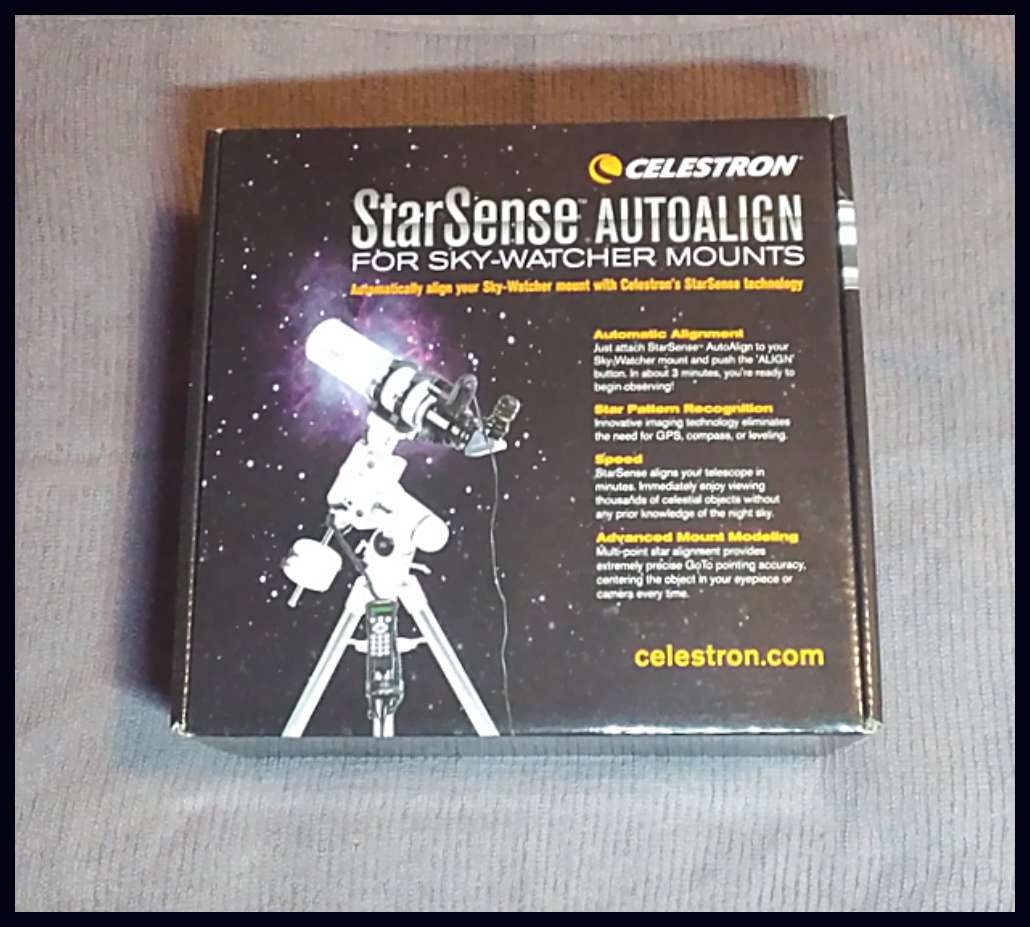 CELESTRON
StarSense™ AUTOALIGN
FOR SKY-WATCHER MOUNTS
Automatically align your Sky-Watcher mount with Celestron's StarSense technology
Automatic Alignment
Just attach StarSense™ AutoAlign to your
Sky-Watcher mount and push the 'ALIGN'
button. In about 3 minutes, you're ready to
begin observing!
Star Pattern Recognition
Innovative imaging technology eliminates
the need for GPS, compass, or leveling.
Speed
StarSense aligns your telescope in
minutes. Immediately enjoy viewing
thousands of celestial objects without
any prior knowledge of the night sky.
Advanced Mount Modeling
Multi-point star alignment provides
extremely precise GoTo pointing accuracy,
centering the object in your eyepiece or
camera every time.
celestron.com